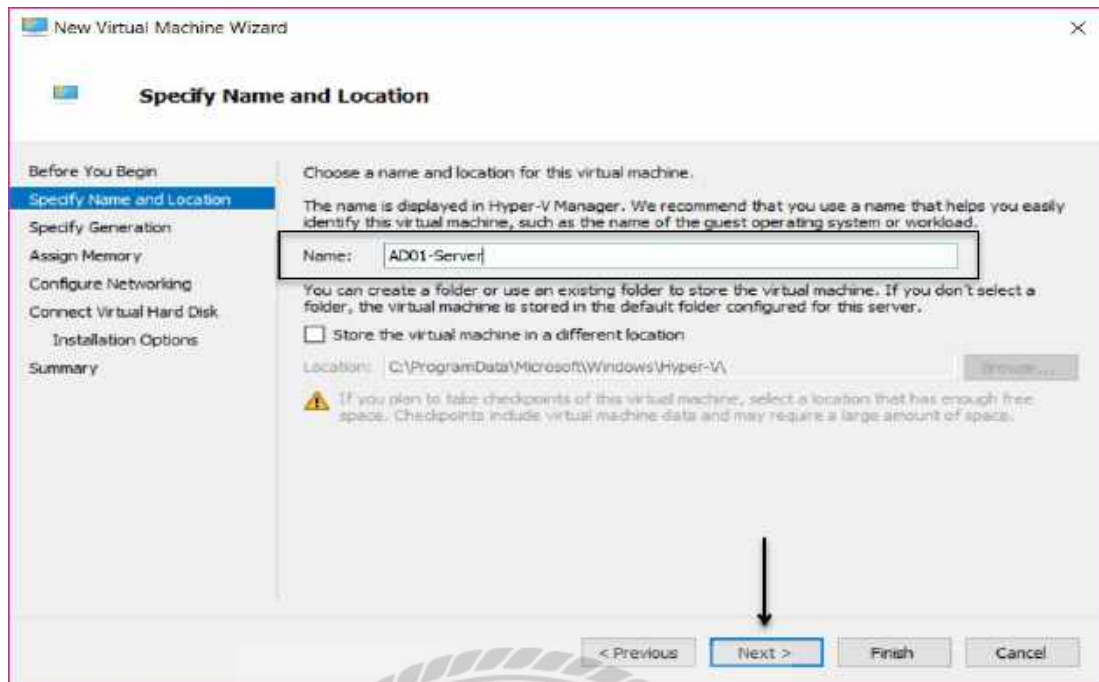 New Virtual Machine Wizard
Specify Name and Location
Before You Begin
Specify Name and Location
Specify Generation
Assign Memory
Configure Networking
Connect Virtual Hard Disk
Installation Options
Summary
Choose a name and location for this virtual machine.
The name is displayed in Hyper-V Manager. We recommend that you use a name that helps you easily
identify this virtual machine, such as the name of the guest operating system or workload.
Name: AD01-Server
You can create a folder or use an existing folder to store the virtual machine. If you don't select a
folder, the virtual machine is stored in the default folder configured for this server.
Store the virtual machine in a different location
Location: C:\ProgramData\Microsoft\Windows\Hyper-V\
Browse...
If you plan to take checkpoints of this virtual machine, select a location that has enough free
space. Checkpoints include virtual machine data and may require a large amount of space.
< Previous Next > Finish Cancel